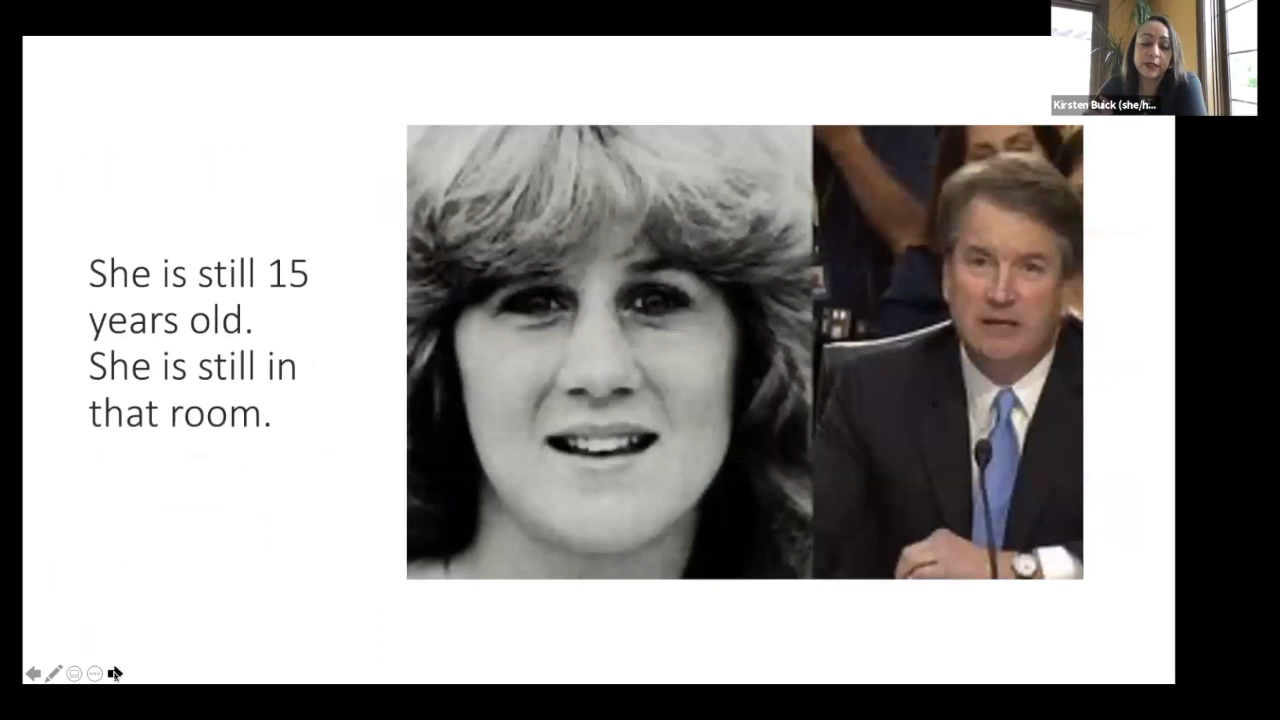 Kirsten Buick (she/h...
She is still 15
years old.
She is still in
that room.